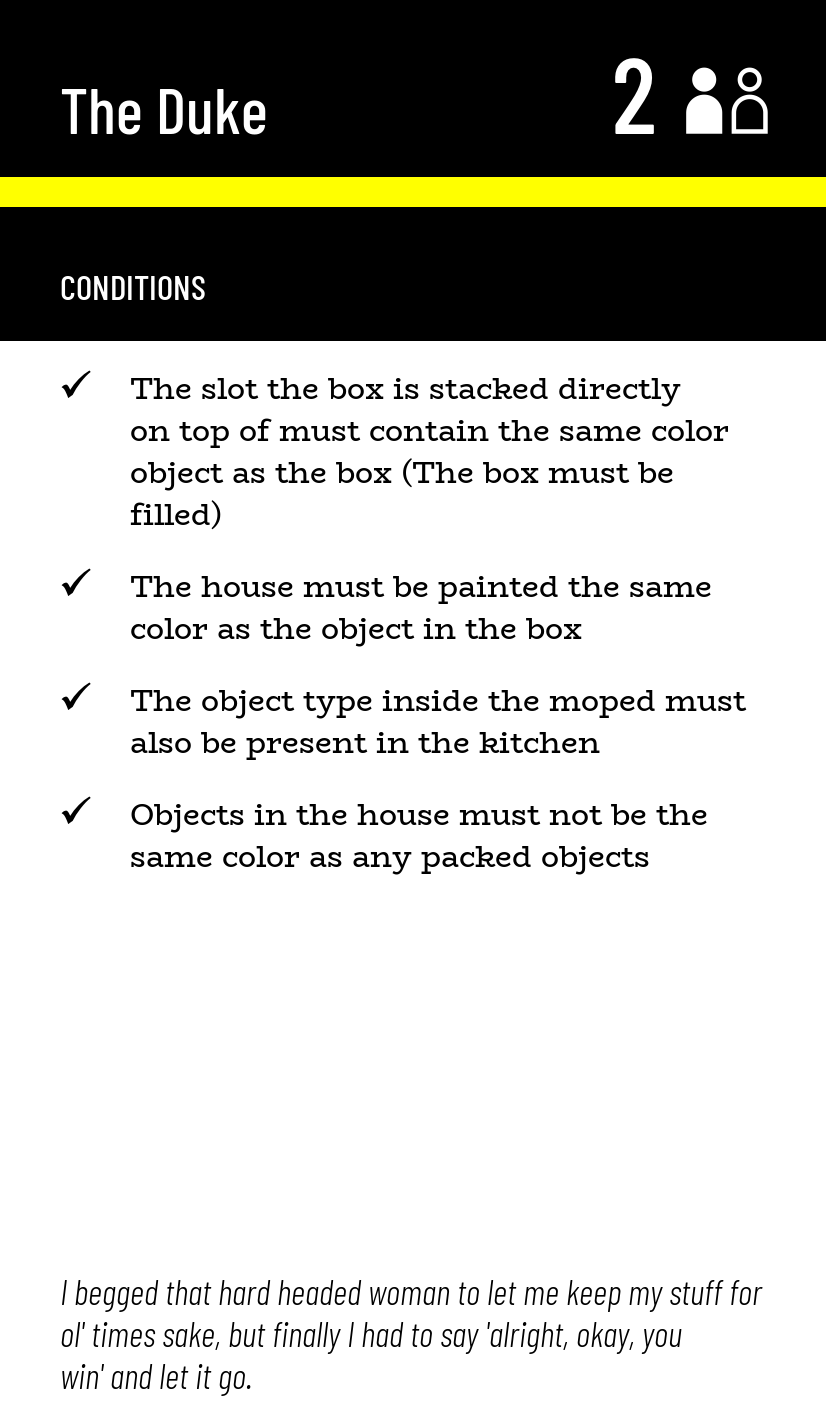 The Duke
2
CONDITIONS
✓ The slot the box is stacked directly
on top of must contain the same color
object as the box (The box must be
filled)
✓ The house must be painted the same
color as the object in the box
✓ The object type inside the moped must
also be present in the kitchen
✓ Objects in the house must not be the
same color as any packed objects
I begged that hard headed woman to let me keep my stuff for
ol' times sake, but finally I had to say 'alright, okay, you
win' and let it go.